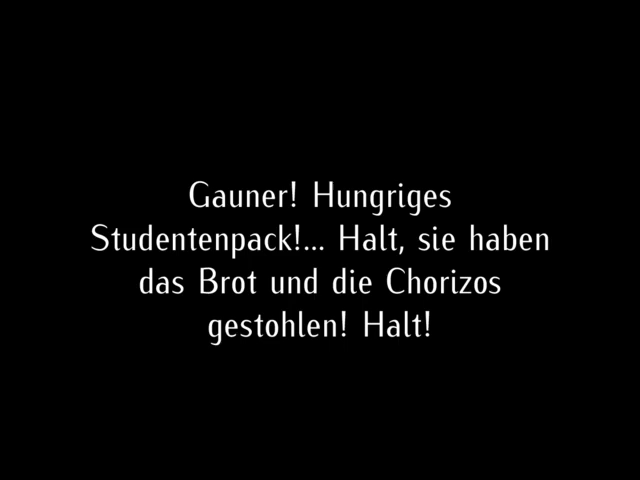 Gauner! Hungriges
Studentenpack!... Halt, sie haben
das Brot und die Chorizos
gestohlen! Halt!